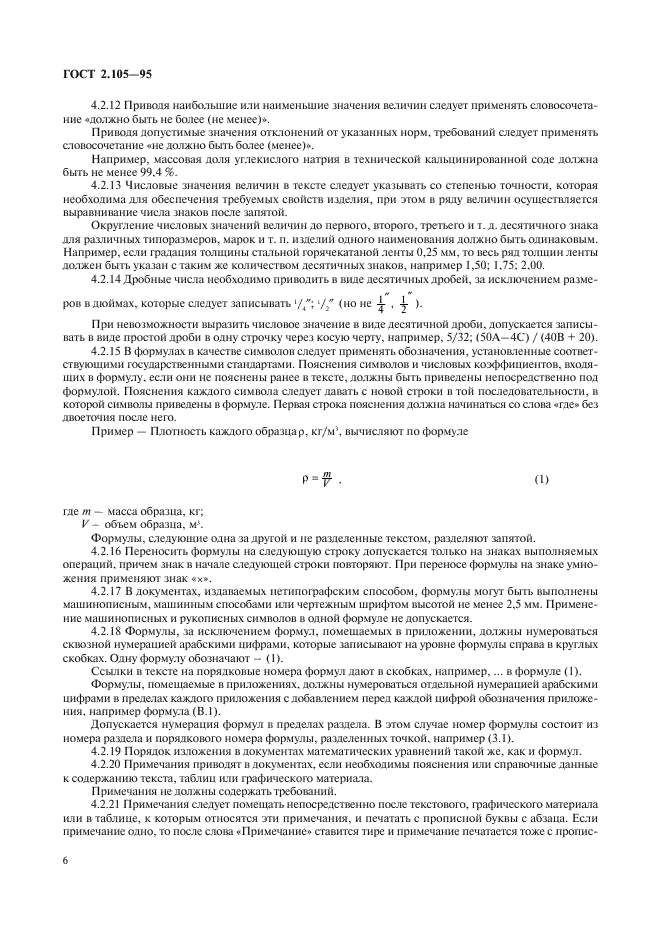 ГОСТ 2.105—95
4.2.12 Приводя наибольшие или наименьшие значения величин следует применять словосочета-
ние «должно быть не более (не менее)».
Приводя допустимые значения отклонений от указанных норм, требований следует применять
словосочетание «не должно быть более (менее)».
Например, массовая доля углекислого натрия в технической кальцинированной соде должна
быть не менее 99,4 %.
4.2.13 Числовые значения величин в тексте следует указывать со степенью точности, которая
необходима для обеспечения требуемых свойств изделия, при этом в ряду величин осуществляется
выравнивание числа знаков после запятой.
Округление числовых значений величин до первого, второго, третьего и т. д. десятичного знака
для различных типоразмеров, марок и т. п. изделий одного наименования должно быть одинаковым.
Например, если градация толщины стальной горячекатаной ленты 0,25 мм, то весь ряд толщин ленты
должен быть указан с таким же количеством десятичных знаков, например 1,50; 1,75; 2,00.
4.2.14 Дробные числа необходимо приводить в виде десятичных дробей, за исключением разме-
ров в дюймах, которые следует записывать 1/4″; 1/2″ (но не 1/4″, 1/2″).
При невозможности выразить числовое значение в виде десятичной дроби, допускается записы-
вать в виде простой дроби в одну строчку через косую черту, например, 5/32; (50А—4С) / (40В + 20).
4.2.15 В формулах в качестве символов следует применять обозначения, установленные соответ-
ствующими государственными стандартами. Пояснения символов и числовых коэффициентов, входя-
щих в формулу, если они не пояснены ранее в тексте, должны быть приведены непосредственно под
формулой. Пояснения каждого символа следует давать с новой строки в той последовательности, в
которой символы приведены в формуле. Первая строка пояснения должна начинаться со слова «где» без
двоеточия после него.
Пример — Плотность каждого образца ρ, кг/м³, вычисляют по формуле
ρ = m/V , (1)
где m — масса образца, кг;
V — объем образца, м³.
Формулы, следующие одна за другой и не разделенные текстом, разделяют запятой.
4.2.16 Переносить формулы на следующую строку допускается только на знаках выполняемых
операций, причем знак в начале следующей строки повторяют. При переносе формулы на знаке умно-
жения применяют знак «×».
4.2.17 В документах, издаваемых нетипографским способом, формулы могут быть выполнены
машинописным, машинным способами или чертежным шрифтом высотой не менее 2,5 мм. Примене-
ние машинописных и рукописных символов в одной формуле не допускается.
4.2.18 Формулы, за исключением формул, помещаемых в приложении, должны нумероваться
сквозной нумерацией арабскими цифрами, которые записывают на уровне формулы справа в круглых
скобках. Одну формулу обозначают — (1).
Ссылки в тексте на порядковые номера формул дают в скобках, например, ... в формуле (1).
Формулы, помещаемые в приложениях, должны нумероваться отдельной нумерацией арабскими
цифрами в пределах каждого приложения с добавлением перед каждой цифрой обозначения приложе-
ния, например формула (В.1).
Допускается нумерация формул в пределах раздела. В этом случае номер формулы состоит из
номера раздела и порядкового номера формулы, разделенных точкой, например (3.1).
4.2.19 Порядок изложения в документах математических уравнений такой же, как и формул.
4.2.20 Примечания приводят в документах, если необходимы пояснения или справочные данные
к содержанию текста, таблиц или графического материала.
Примечания не должны содержать требований.
4.2.21 Примечания следует помещать непосредственно после текстового, графического материала
или в таблице, к которым относятся эти примечания, и печатать с прописной буквы с абзаца. Если
примечание одно, то после слова «Примечание» ставится тире и примечание печатается тоже с пропис-
6